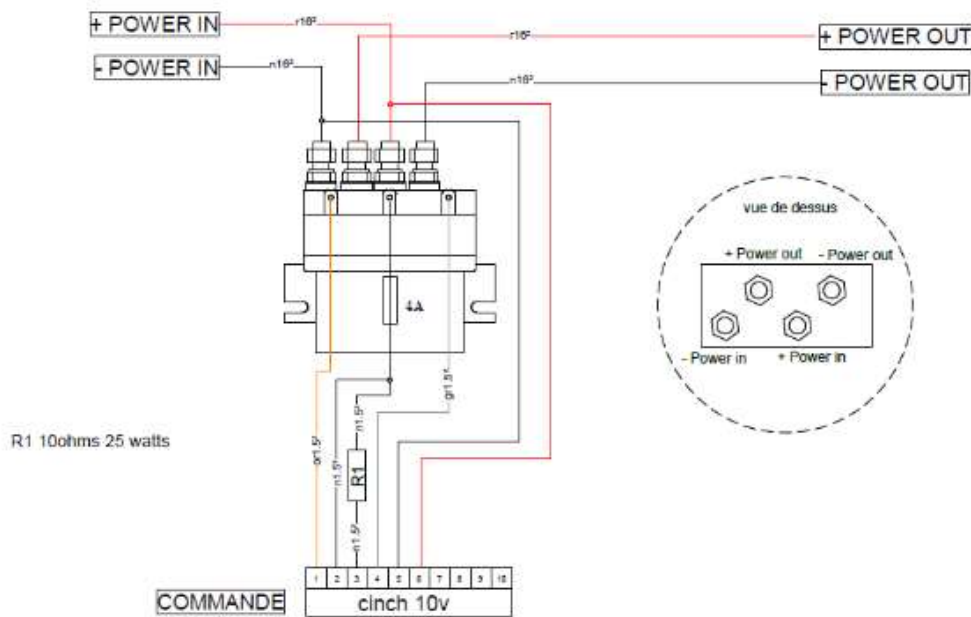 + POWER IN
r16²
r16²
+ POWER OUT
- POWER IN
n16²
n16²
- POWER OUT
vue de dessus
+ Power out
- Power out
4A
- Power in
+ Power in
gr1.5²
n1.5²
R1 10ohms 25 watts
or1.5²
n1.5²
R1
n1.5²
1 2 3 4 5 6 7 8 9 10
COMMANDE
cinch 10v